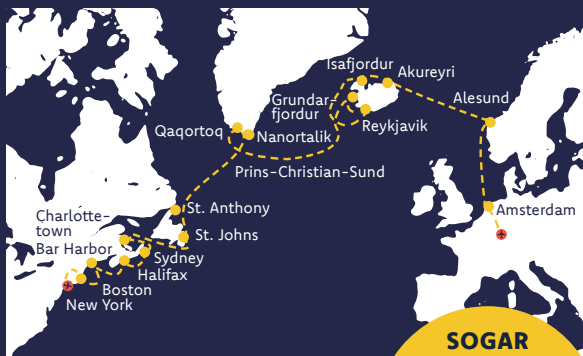 Isafjordur
Akureyri
Grundar-
fjordur
Alesund
Qaqortoq
Nanortalik
Reykjavik
Prins-Christian-Sund
St. Anthony
Amsterdam
Charlotte-
town
St. Johns
Bar Harbor
Sydney
Halifax
Boston
New York
SOGAR